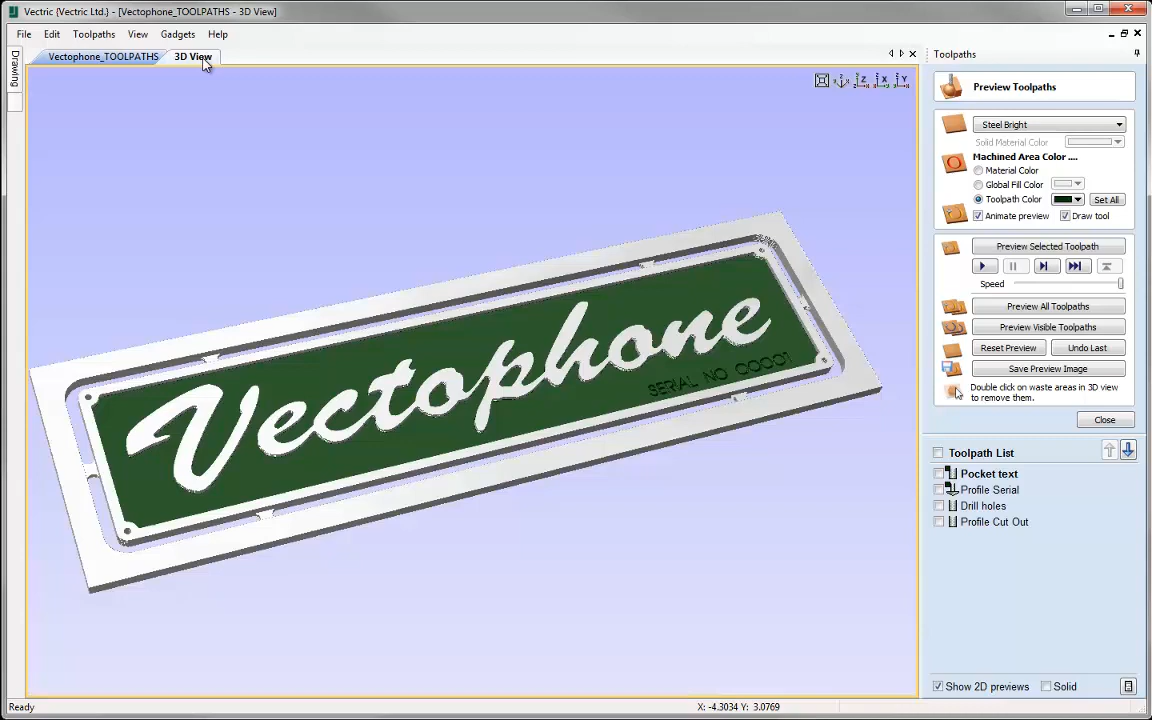 Vectric {Vectric Ltd.} - [Vectophone_TOOLPATHS - 3D View]
File Edit Toolpaths View Gadgets Help
Vectophone_TOOLPATHS 3D View
Drawing
Vectophone
SERIAL NO 00001
Toolpaths
Preview Toolpaths
Steel Bright
Solid Material Color
Machined Area Color ....
Material Color
Global Fill Color
Toolpath Color Set All
Animate preview Draw tool
Preview Selected Toolpath
Speed
Preview All Toolpaths
Preview Visible Toolpaths
Reset Preview Undo Last
Save Preview Image
Double click on waste areas in 3D view
to remove them.
Close
Toolpath List
Pocket text
Profile Serial
Drill holes
Profile Cut Out
Show 2D previews Solid
Ready X: -4.3034 Y: 3.0769